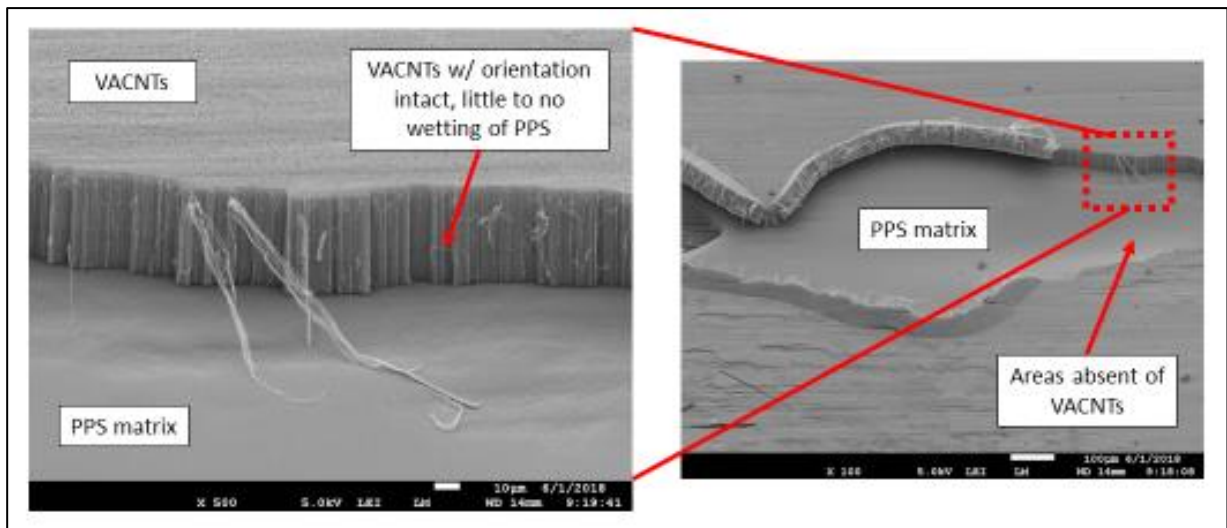 VACNTs
VACNTs w/ orientation
intact, little to no
wetting of PPS
PPS matrix
X 500 5.0kV LEI LM 10μm 6/1/2018
WD 14mm 9:19:41
PPS matrix
Areas absent of
VACNTs
X 100 5.0kV LEI LM 100μm 6/1/2018
WD 14mm 9:18:08